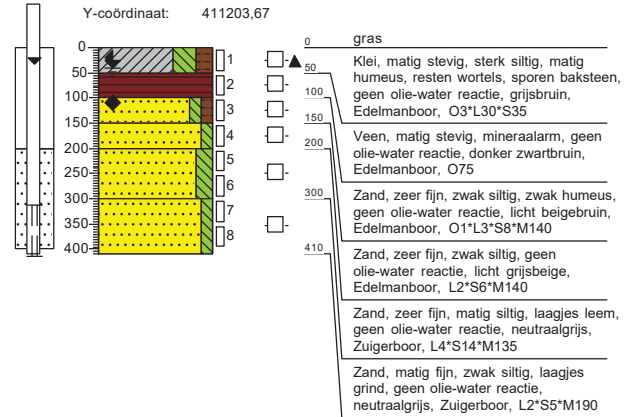 Y-coördinaat: 411203,67
0
50
100
150
200
250
300
350
400
1
2
3
4
5
6
7
8
0
50
100
150
200
300
410
gras
Klei, matig stevig, sterk siltig, matig
humeus, resten wortels, sporen baksteen,
geen olie-water reactie, grijsbruin,
Edelmanboor, O3*L30*S35
Veen, matig stevig, mineraalarm, geen
olie-water reactie, donker zwartbruin,
Edelmanboor, O75
Zand, zeer fijn, zwak siltig, zwak humeus,
geen olie-water reactie, licht beigebruin,
Edelmanboor, O1*L3*S8*M140
Zand, zeer fijn, zwak siltig, geen
olie-water reactie, licht grijsbeige,
Edelmanboor, L2*S6*M140
Zand, zeer fijn, matig siltig, laagjes leem,
geen olie-water reactie, neutraalgrijs,
Zuigerboor, L4*S14*M135
Zand, matig fijn, zwak siltig, laagjes
grind, geen olie-water reactie,
neutraalgrijs, Zuigerboor, L2*S5*M190